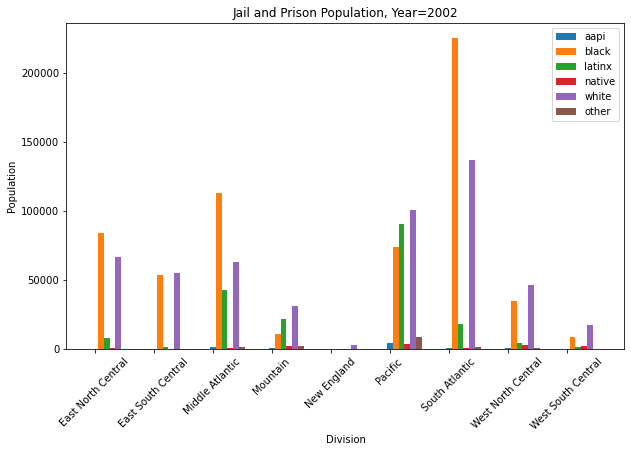 Jail and Prison Population, Year=2002
aapi
black
latinx
native
white
other
Population
200000
150000
100000
50000
0
East North Central
East South Central
Middle Atlantic
Mountain
New England
Pacific
South Atlantic
West North Central
West South Central
Division